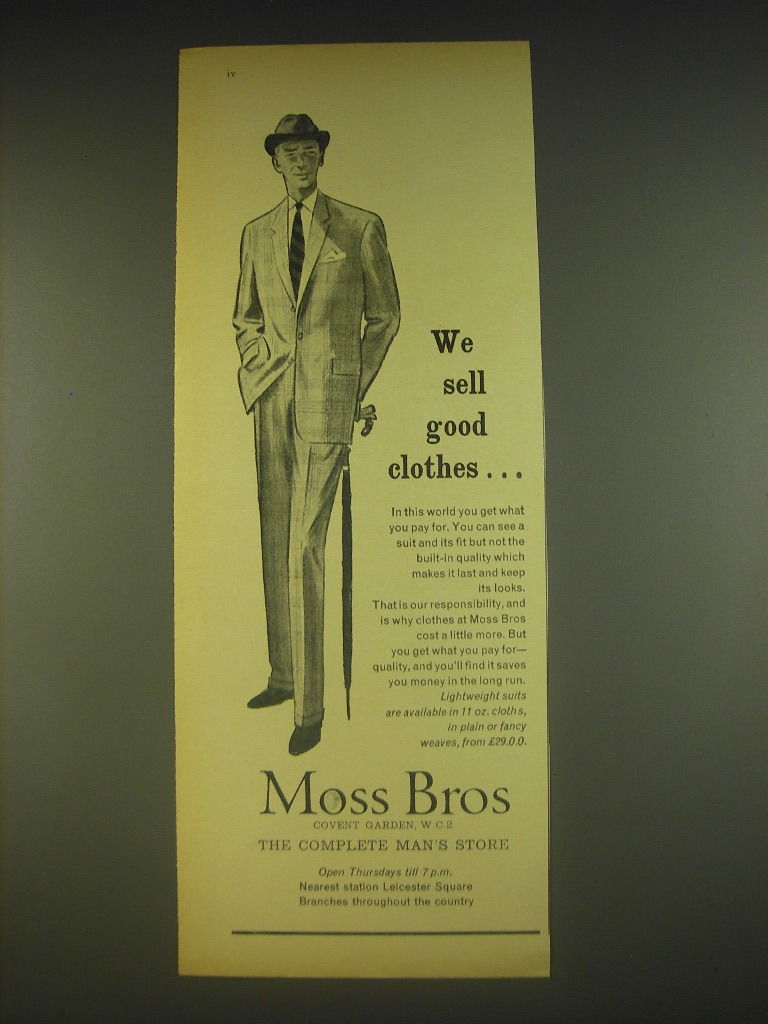 iv
We
sell
good
clothes...
In this world you get what
you pay for. You can see a
suit and its fit but not the
built-in quality which
makes it last and keep
its looks.
That is our responsibility, and
is why clothes at Moss Bros
cost a little more. But
you get what you pay for—
quality, and you'll find it saves
you money in the long run.
Lightweight suits
are available in 11 oz. cloths,
in plain or fancy
weaves, from £29.0.0.
Moss Bros
COVENT GARDEN, W.C.2
THE COMPLETE MAN'S STORE
Open Thursdays till 7 p.m.
Nearest station Leicester Square
Branches throughout the country